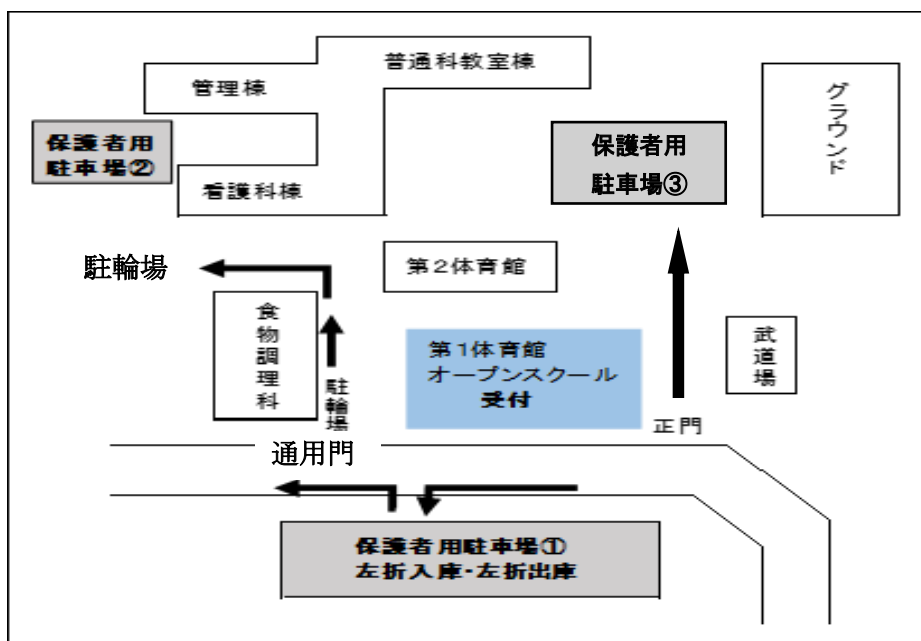 普通科教室棟
管理棟
グラウンド
保護者用
駐車場②
保護者用
駐車場③
看護科棟
駐輪場
第２体育館
食物調理科
駐輪場
第１体育館
オープンスクール
受付
武道場
正門
通用門
保護者用駐車場①
左折入庫・左折出庫